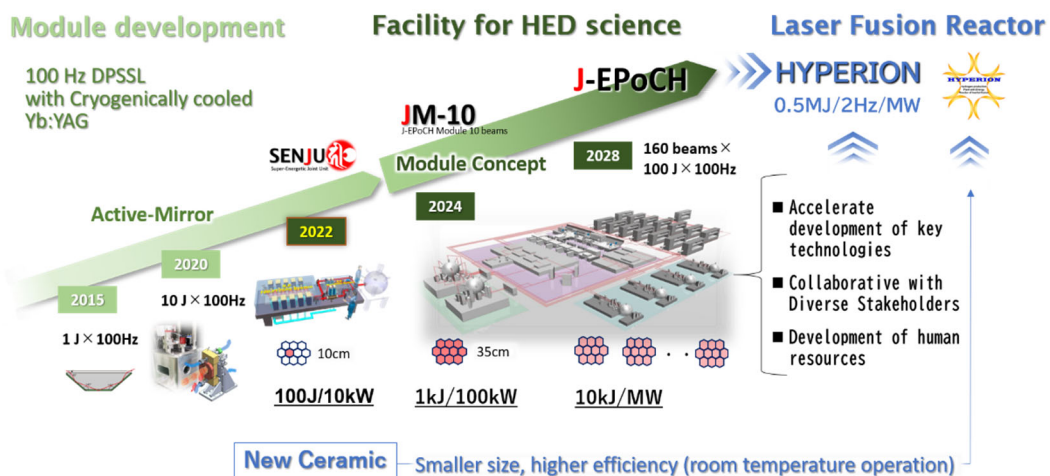 Module development
Facility for HED science
Laser Fusion Reactor
100 Hz DPSSL
with Cryogenically cooled
Yb:YAG
J-EPoCH
HYPERION
HYPERION
0.5MJ/2Hz/MW
JM-10
J-EPoCH Module 10 beams
SENJU
Super-Energetic Joint Unit
Module Concept
2028
160 beams×
100 J×100Hz
Active-Mirror
2024
2022
2020
2015
10 J×100Hz
1 J×100Hz
■ Accelerate
development of key
technologies
■ Collaborative with
Diverse Stakeholders
■ Development of human
resources
10cm
35cm
· ·
100J/10kW
1kJ/100kW
10kJ/MW
New Ceramic
Smaller size, higher efficiency (room temperature operation)